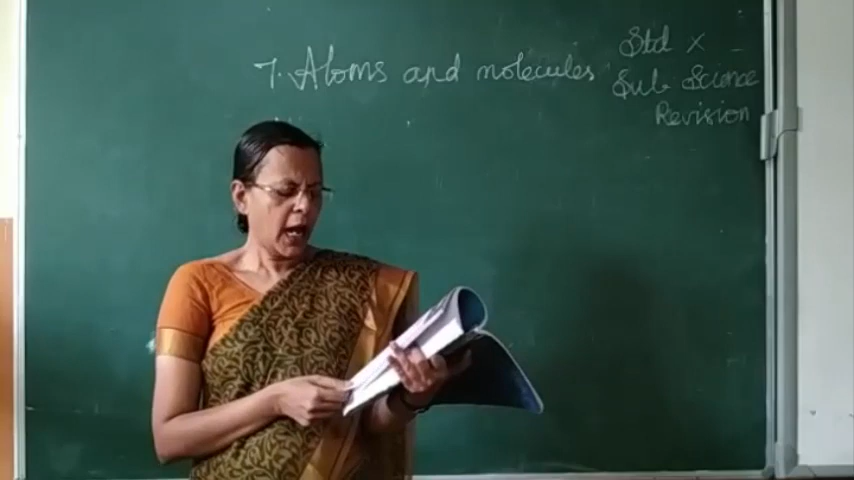 7. Atoms and molecules
Std X
Sub Science
Revision